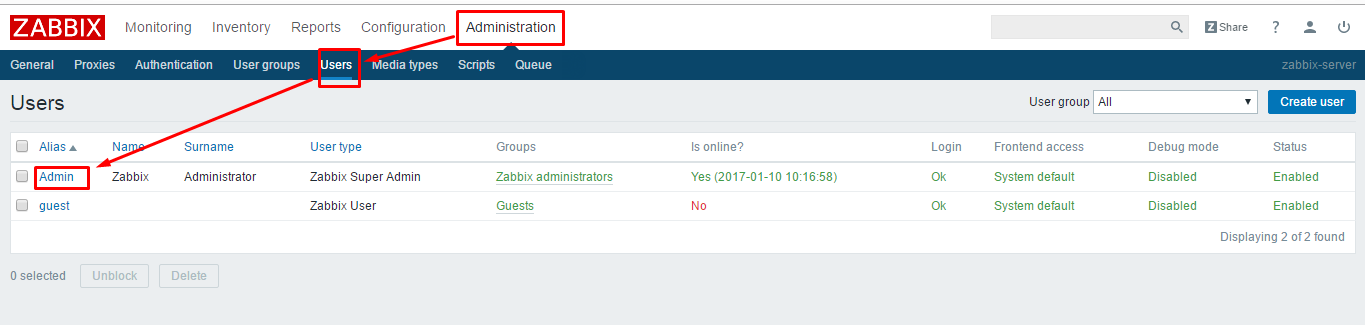 ZABBIX Monitoring Inventory Reports Configuration Administration Z Share ?
General Proxies Authentication User groups Users Media types Scripts Queue zabbix-server
Users User group All Create user
Alias Name Surname User type Groups Is online? Login Frontend access Debug mode Status
Admin Zabbix Administrator Zabbix Super Admin Zabbix administrators Yes (2017-01-10 10:16:58) Ok System default Disabled Enabled
guest Zabbix User Guests No Ok System default Disabled Enabled
Displaying 2 of 2 found
0 selected Unblock Delete